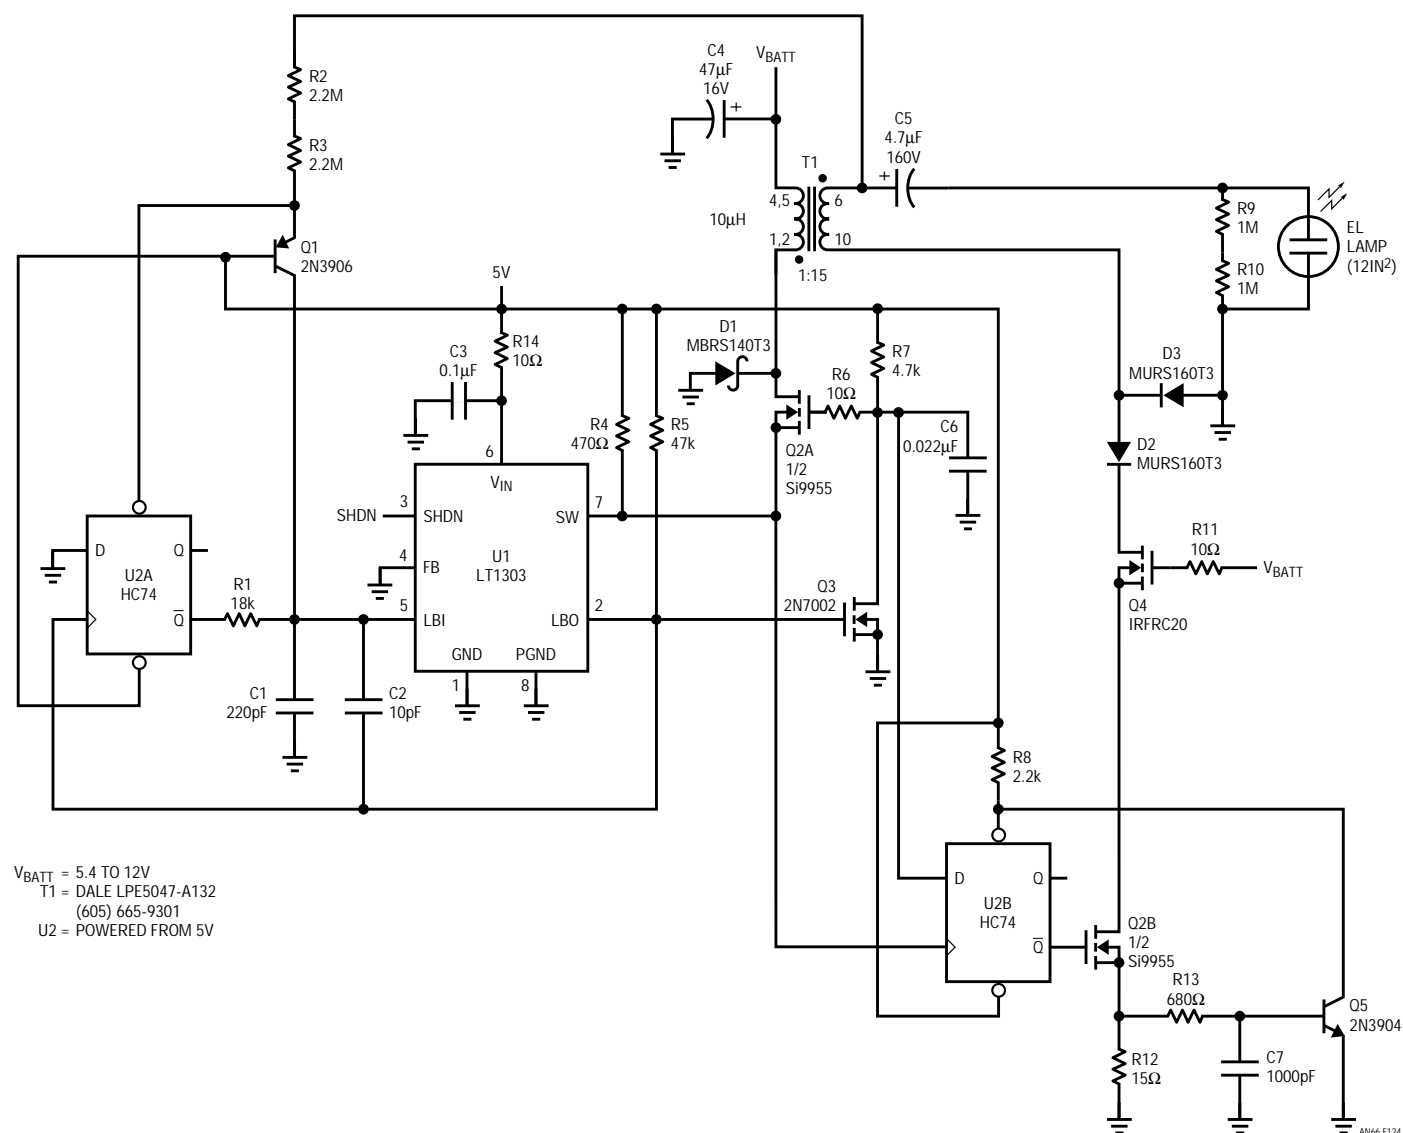 R2
2.2M
R3
2.2M
C4
47µF
16V
+
VBATT
C5
4.7µF
160V
+
T1
4,5
6
10µH
1,2
10
1:15
R9
1M
R10
1M
EL
LAMP
(12IN²)
Q1
2N3906
5V
R14
10Ω
C3
0.1µF
D1
MBRS140T3
R7
4.7k
R6
10Ω
D3
MURS160T3
R4
470Ω
R5
47k
Q2A
1/2
Si9955
C6
0.022µF
D2
MURS160T3
6
VIN
SHDN
3
SHDN
SW
7
4
FB
U1
LT1303
5
LBI
LBO
2
GND
PGND
1
8
D
Q
U2A
HC74
Q̅
R1
18k
R11
10Ω
VBATT
Q3
2N7002
Q4
IRFRC20
C1
220pF
C2
10pF
R8
2.2k
VBATT = 5.4 TO 12V
T1 = DALE LPE5047-A132
(605) 665-9301
U2 = POWERED FROM 5V
D
Q
U2B
HC74
Q̅
Q2B
1/2
Si9955
R13
680Ω
Q5
2N3904
R12
15Ω
C7
1000pF
AN66 F124